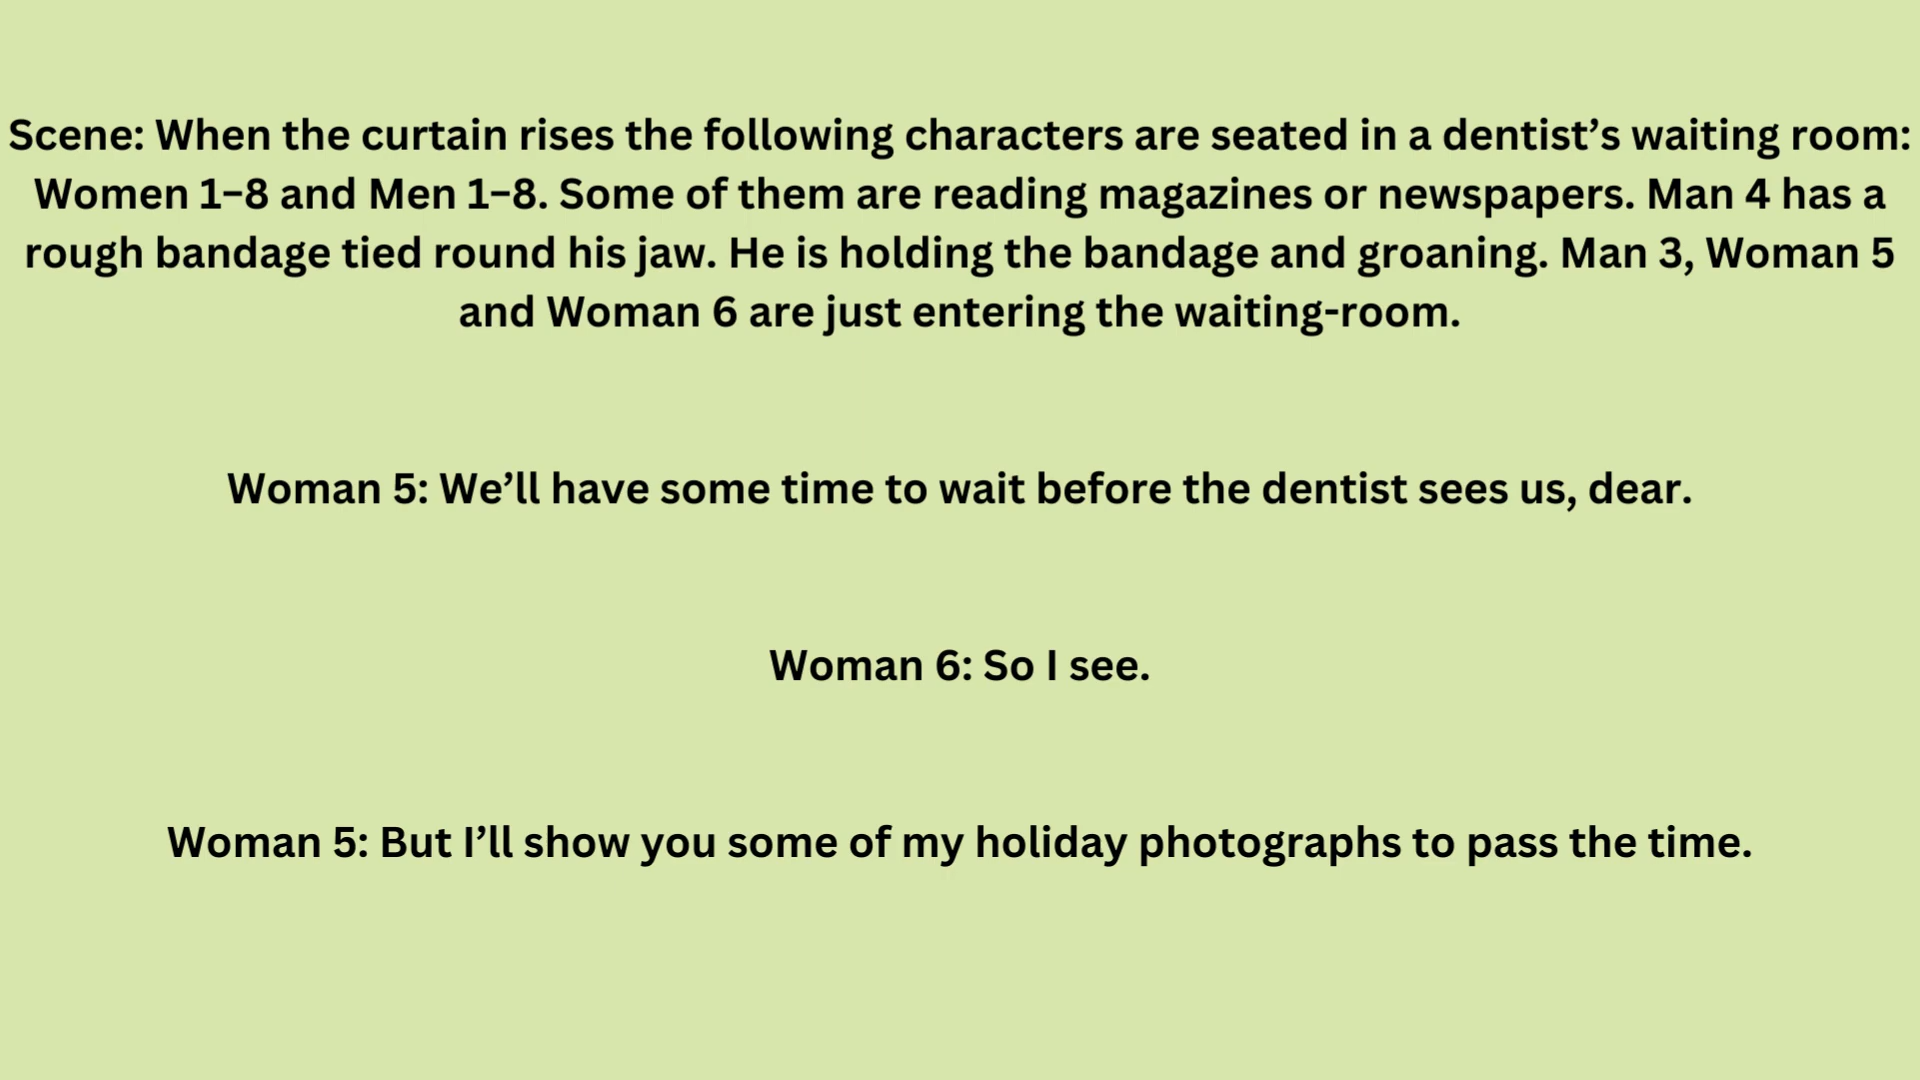 Scene: When the curtain rises the following characters are seated in a dentist’s waiting room:
Women 1–8 and Men 1–8. Some of them are reading magazines or newspapers. Man 4 has a
rough bandage tied round his jaw. He is holding the bandage and groaning. Man 3, Woman 5
and Woman 6 are just entering the waiting-room.
Woman 5: We’ll have some time to wait before the dentist sees us, dear.
Woman 6: So I see.
Woman 5: But I’ll show you some of my holiday photographs to pass the time.